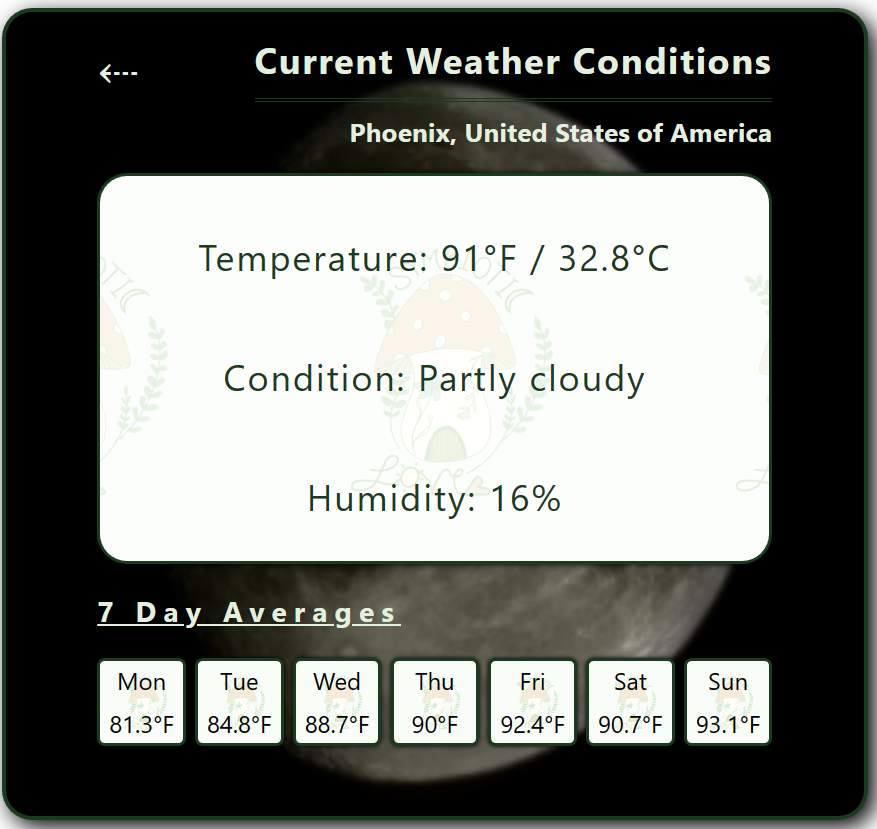 ←---
Current Weather Conditions
Phoenix, United States of America
Temperature: 91°F / 32.8°C
Condition: Partly cloudy
Humidity: 16%
7 Day Averages
Mon Tue Wed Thu Fri Sat Sun
81.3°F 84.8°F 88.7°F 90°F 92.4°F 90.7°F 93.1°F